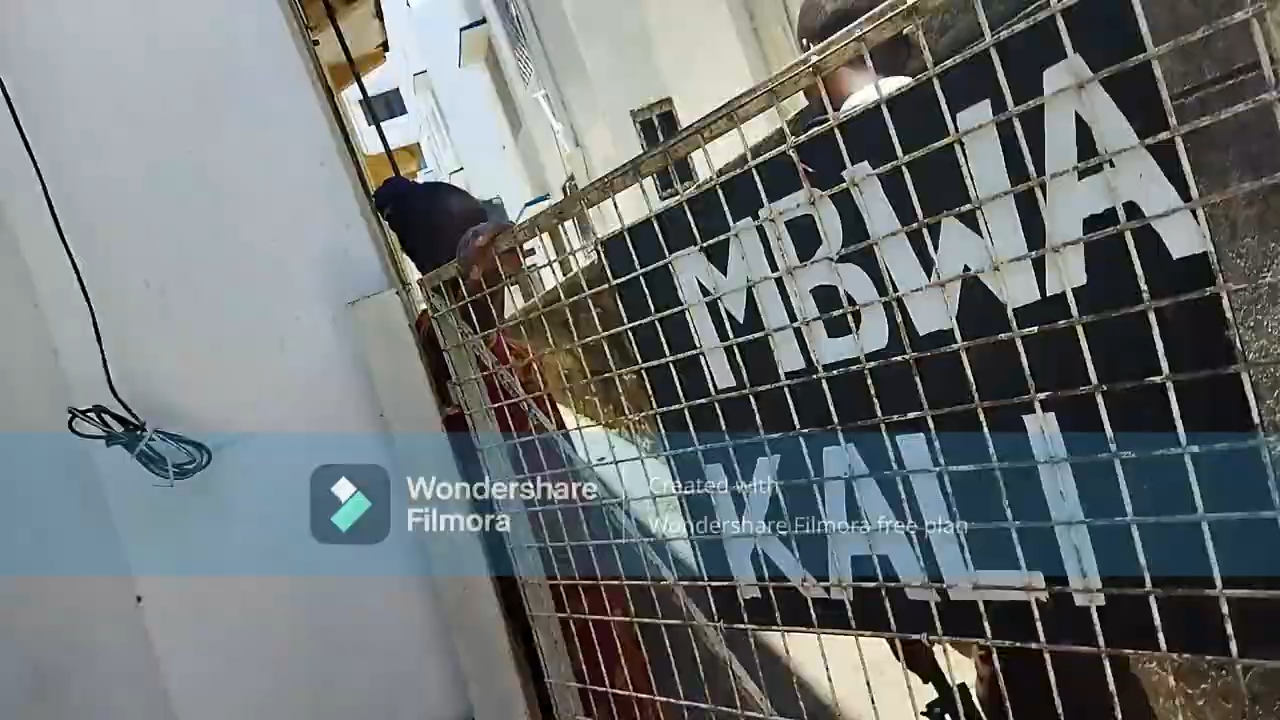 MBWA
KALI
Wondershare
Filmora
Created with
Wondershare Filmora free plan